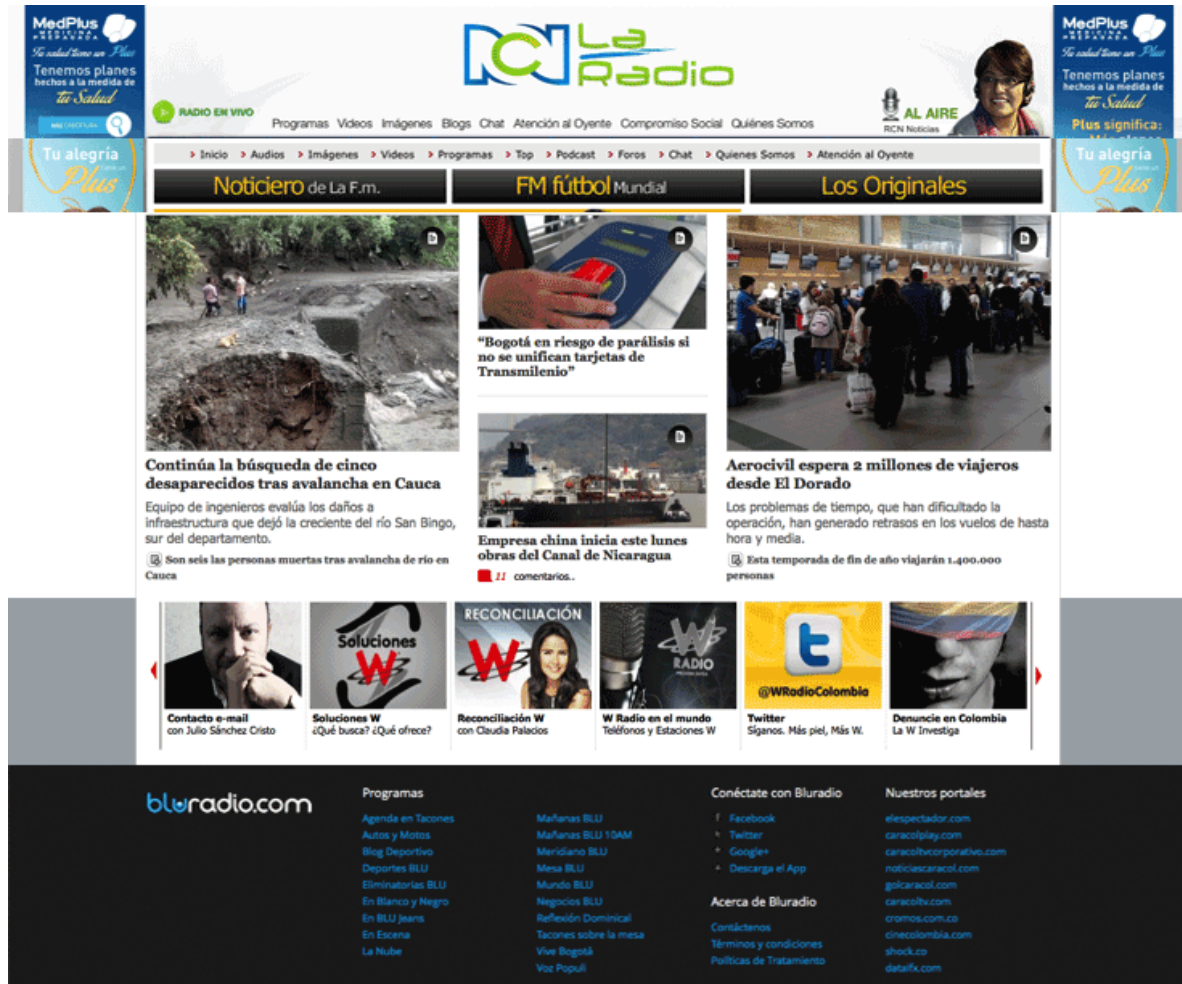 MedPlus
MEDICINA
PREPAGADA
Tu salud tiene un Plus
Tenemos planes
hechos a la medida de
tu Salud
Tu alegría
tiene un
Plus
RCN La
Radio
RADIO EN VIVO
Programas Videos Imágenes Blogs Chat Atención al Oyente Compromiso Social Quiénes Somos
AL AIRE
RCN Noticias
MedPlus
MEDICINA
PREPAGADA
Tu salud tiene un Plus
Tenemos planes
hechos a la medida de
tu Salud
Plus significa:
Tu alegría
tiene un
Plus
Inicio Audios Imágenes Videos Programas Top Podcast Foros Chat Quienes Somos Atención al Oyente
Noticiero de La F.m.
FM fútbol Mundial
Los Originales
Continúa la búsqueda de cinco
desaparecidos tras avalancha en Cauca
Equipo de ingenieros evalúa los daños a
infraestructura que dejó la creciente del río San Bingo,
sur del departamento.
Son seis las personas muertas tras avalancha de río en
Cauca
“Bogotá en riesgo de parálisis si
no se unifican tarjetas de
Transmilenio”
Empresa china inicia este lunes
obras del Canal de Nicaragua
11 comentarios..
Aerocivil espera 2 millones de viajeros
desde El Dorado
Los problemas de tiempo, que han dificultado la
operación, han generado retrasos en los vuelos de hasta
hora y media.
Esta temporada de fin de año viajarán 1.400.000
personas
Soluciones
W
RECONCILIACIÓN
W
W
RADIO
@WRadioColombia
Contacto e-mail
con Julio Sánchez Cristo
Soluciones W
¿Qué busca? ¿Qué ofrece?
Reconciliación W
con Claudia Palacios
W Radio en el mundo
Teléfonos y Estaciones W
Twitter
Síganos. Más piel, Más W.
Denuncie en Colombia
La W Investiga
bluradio.com
Programas
Agenda en Tacones
Autos y Motos
Blog Deportivo
Deportes BLU
Eliminatorias BLU
En Blanco y Negro
En BLU Jeans
En Escena
La Nube
Mañanas BLU
Mañanas BLU 10AM
Meridiano BLU
Mesa BLU
Mundo BLU
Negocios BLU
Reflexión Dominical
Tacones sobre la mesa
Vive Bogotá
Voz Populi
Conéctate con Bluradio
Facebook
Twitter
Google+
Descarga el App
Acerca de Bluradio
Contáctenos
Términos y condiciones
Políticas de Tratamiento
Nuestros portales
elespectador.com
caracolplay.com
caracoltvcorporativo.com
noticiascaracol.com
golcaracol.com
caracoltv.com
cromos.com.co
cinecolombia.com
shock.co
dataifx.com